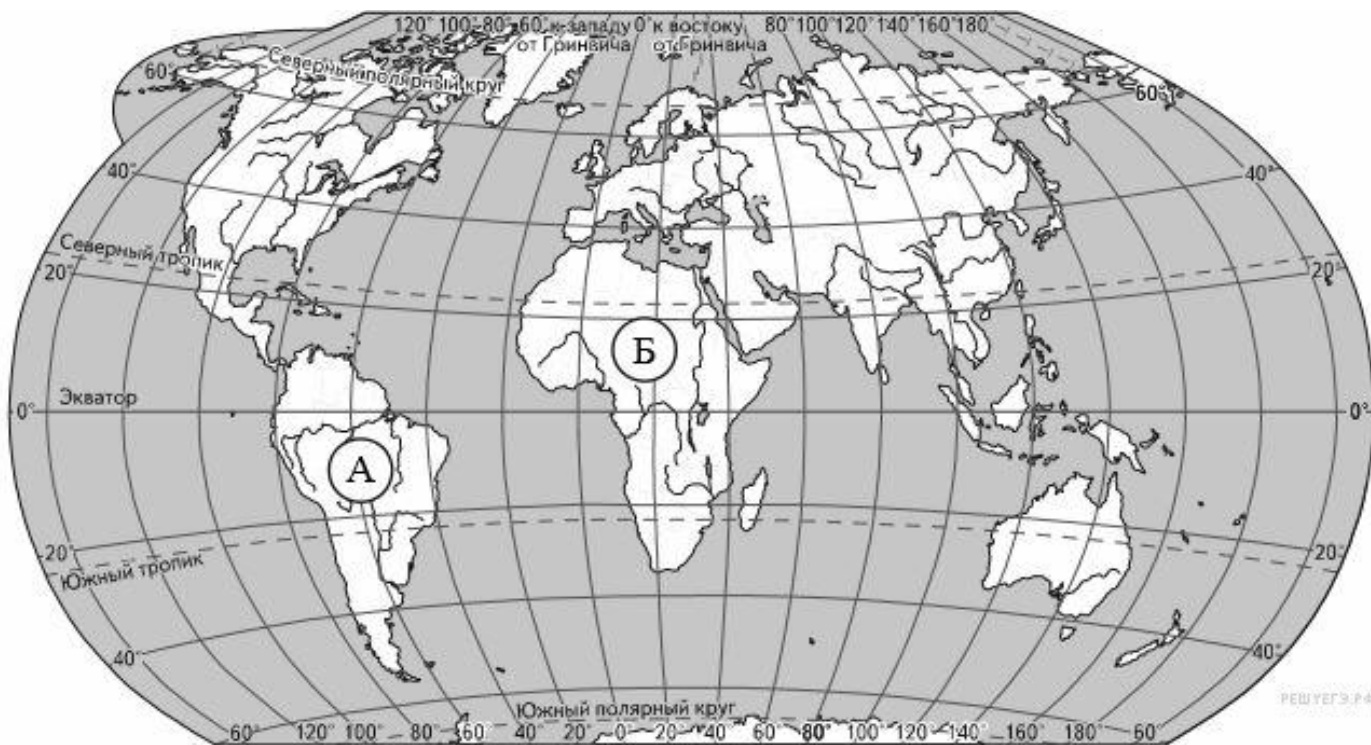 120° 100° 80° 60° к западу 0° к востоку 80° 100° 120° 140° 160° 180°
от Гринвича от Гринвича
60°
Северный полярный круг
60°
40°
40°
Северный тропик
20°
20°
Б
Экватор
0°
0°
А
20°
20°
Южный тропик
40°
40°
РЕШУЕГЭ.РФ
Южный полярный круг
60° 120° 100° 80° 60° 40° 20° 0° 20° 40° 60° 80° 100° 120° 140° 160° 180° 60°